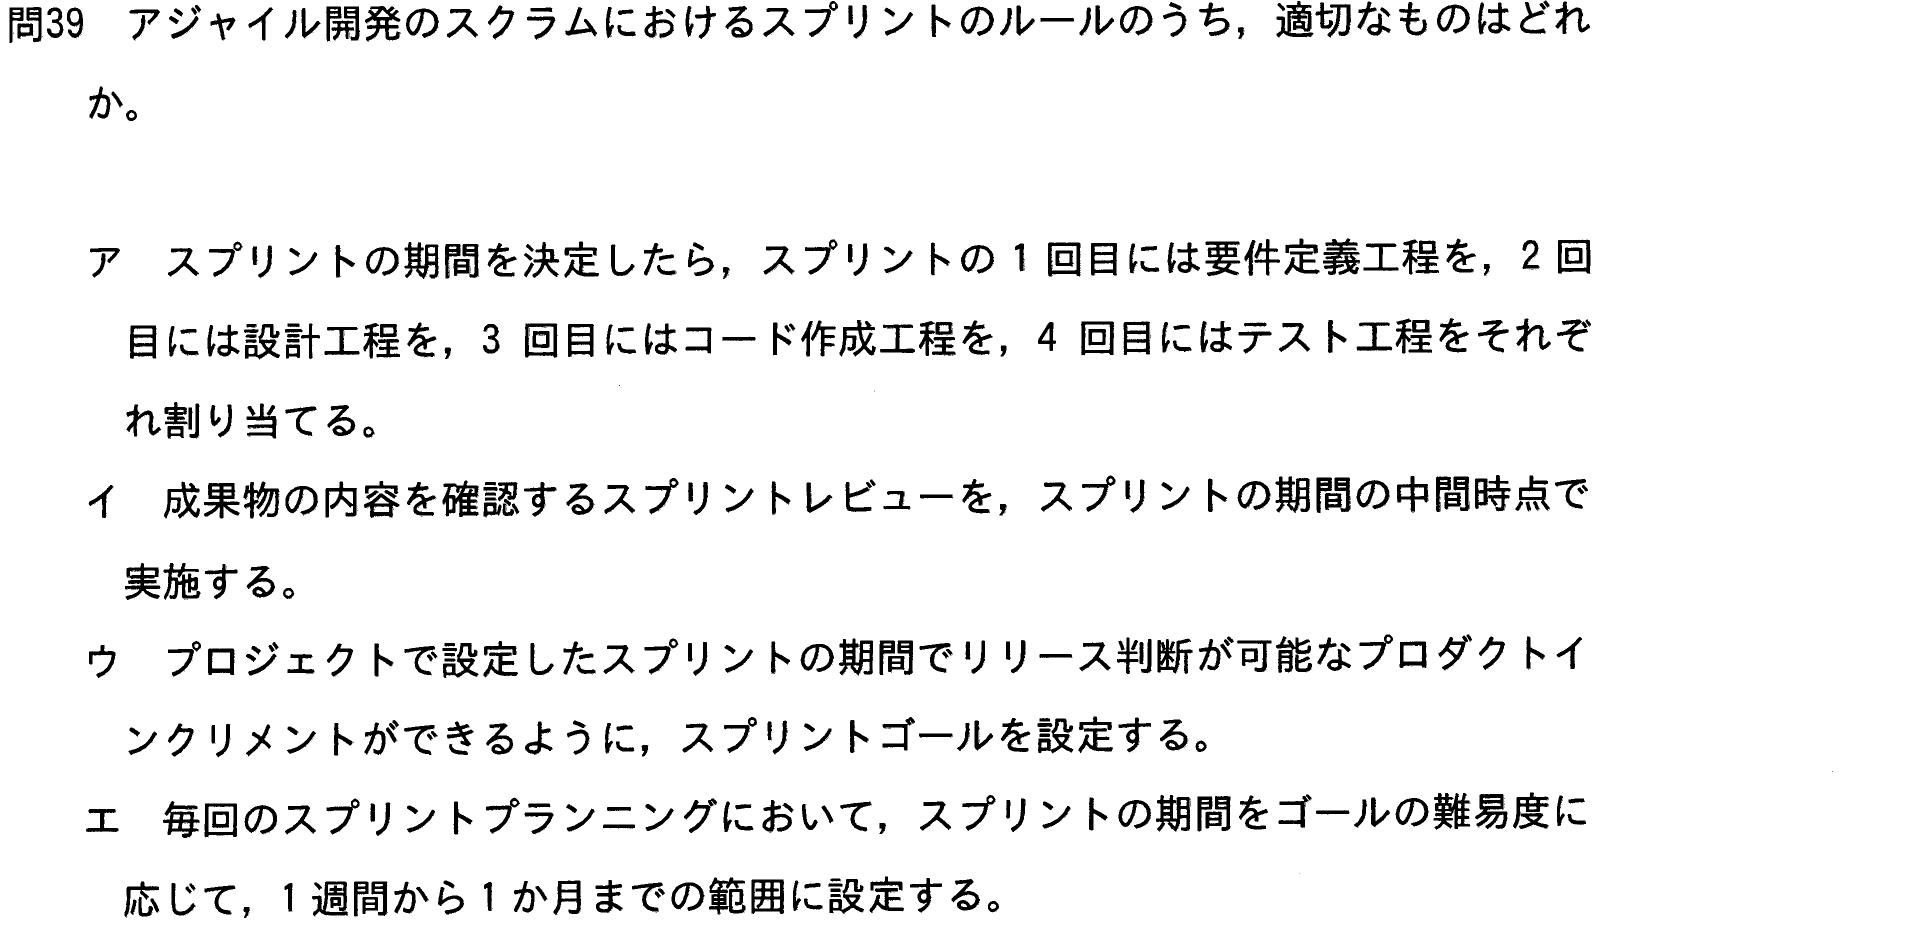 問39 アジャイル開発のスクラムにおけるスプリントのルールのうち，適切なものはどれ
か。
ア スプリントの期間を決定したら，スプリントの 1 回目には要件定義工程を，2 回
目には設計工程を，3 回目にはコード作成工程を，4 回目にはテスト工程をそれぞ
れ割り当てる。
イ 成果物の内容を確認するスプリントレビューを，スプリントの期間の中間時点で
実施する。
ウ プロジェクトで設定したスプリントの期間でリリース判断が可能なプロダクトイ
ンクリメントができるように，スプリントゴールを設定する。
エ 毎回のスプリントプランニングにおいて，スプリントの期間をゴールの難易度に
応じて，1 週間から 1 か月までの範囲に設定する。